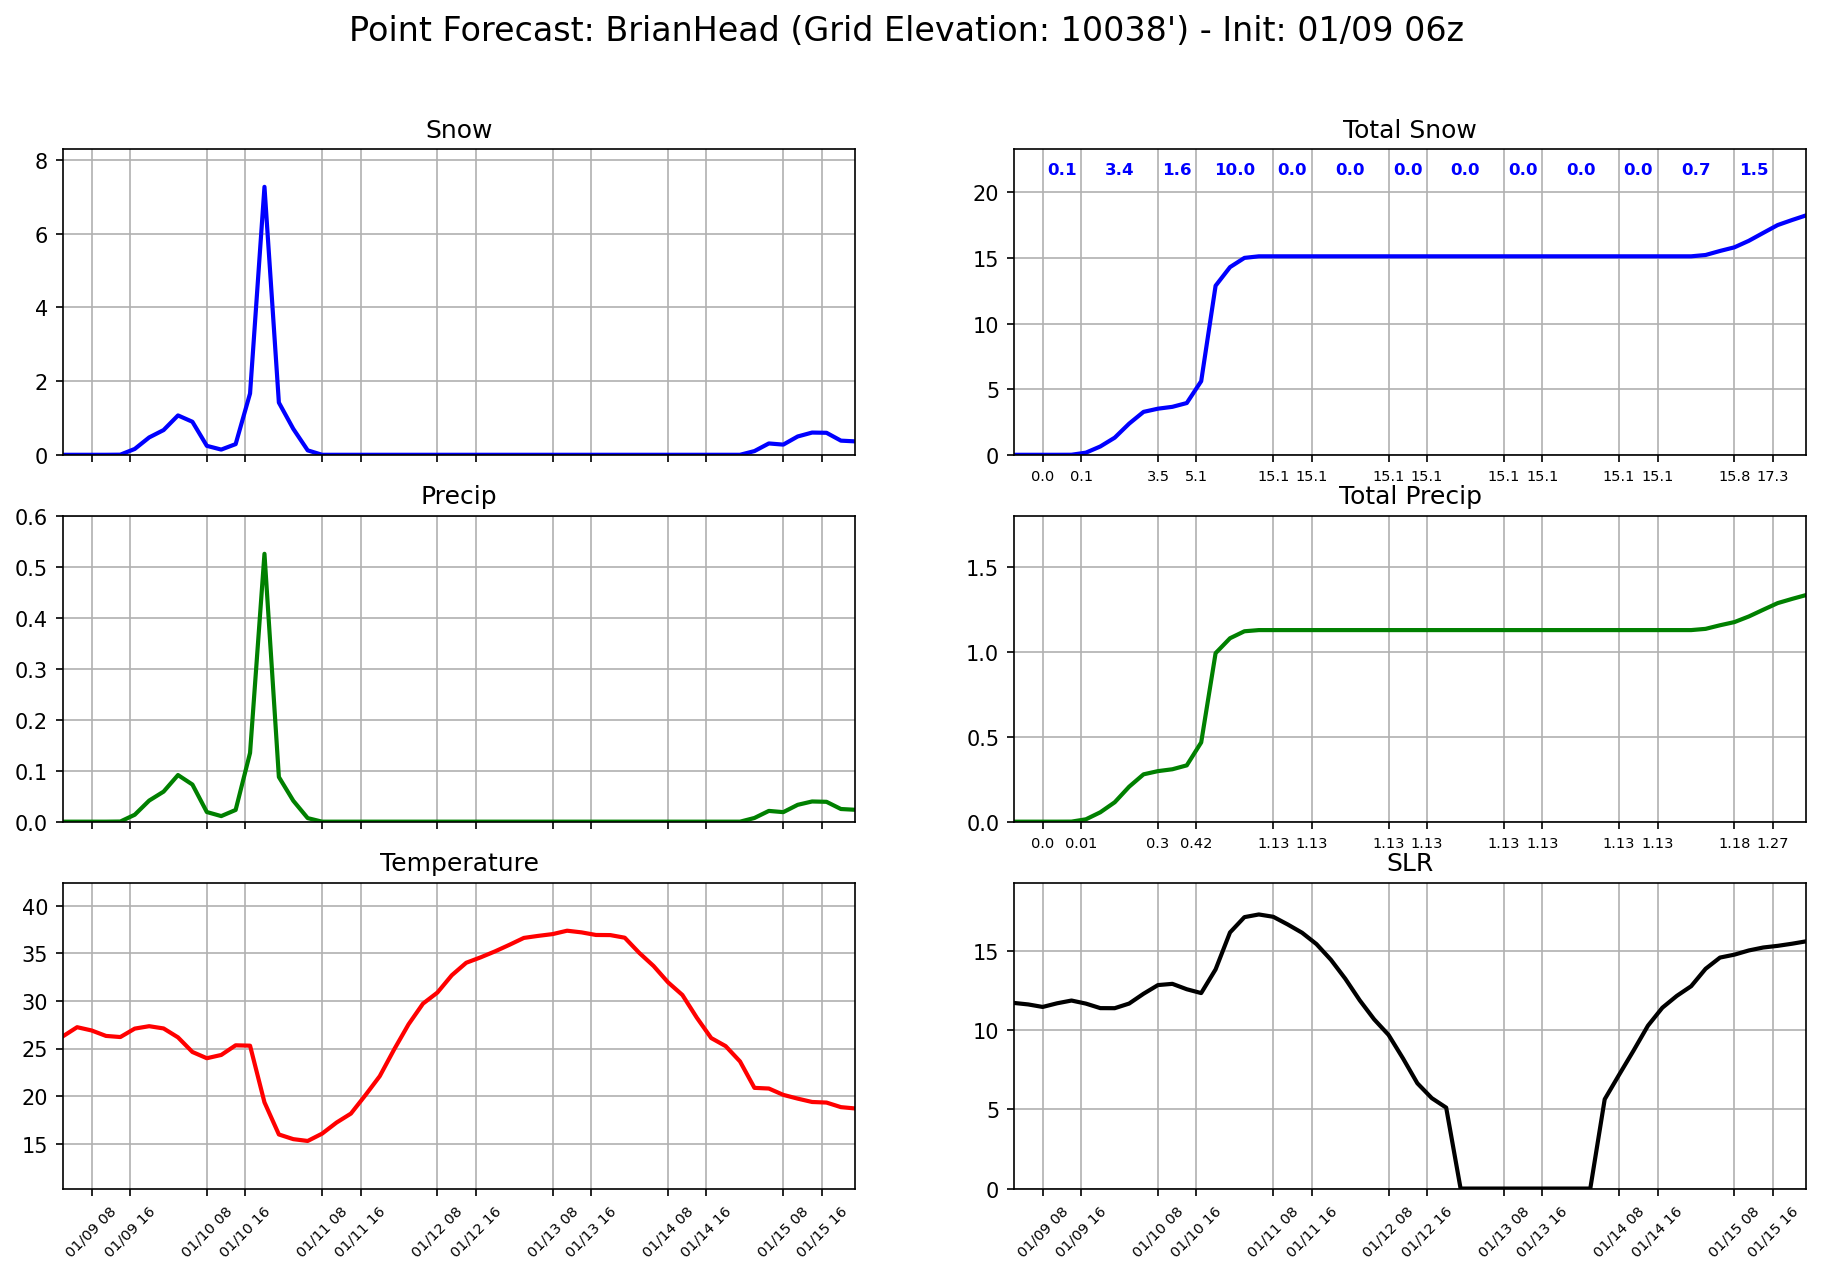 Point Forecast: BrianHead (Grid Elevation: 10038') - Init: 01/09 06z
Snow
8
6
4
2
0
Total Snow
0.1 3.4 1.6 10.0 0.0 0.0 0.0 0.0 0.0 0.0 0.0 0.7 1.5
20
15
10
5
0
0.0 0.1 3.5 5.1 15.1 15.1 15.1 15.1 15.1 15.1 15.1 15.1 15.8 17.3
Precip
0.6
0.5
0.4
0.3
0.2
0.1
0.0
Total Precip
1.5
1.0
0.5
0.0
0.0 0.01 0.3 0.42 1.13 1.13 1.13 1.13 1.13 1.13 1.13 1.13 1.18 1.27
Temperature
40
35
30
25
20
15
01/09 08 01/09 16 01/10 08 01/10 16 01/11 08 01/11 16 01/12 08 01/12 16 01/13 08 01/13 16 01/14 08 01/14 16 01/15 08 01/15 16
SLR
15
10
5
0
01/09 08 01/09 16 01/10 08 01/10 16 01/11 08 01/11 16 01/12 08 01/12 16 01/13 08 01/13 16 01/14 08 01/14 16 01/15 08 01/15 16